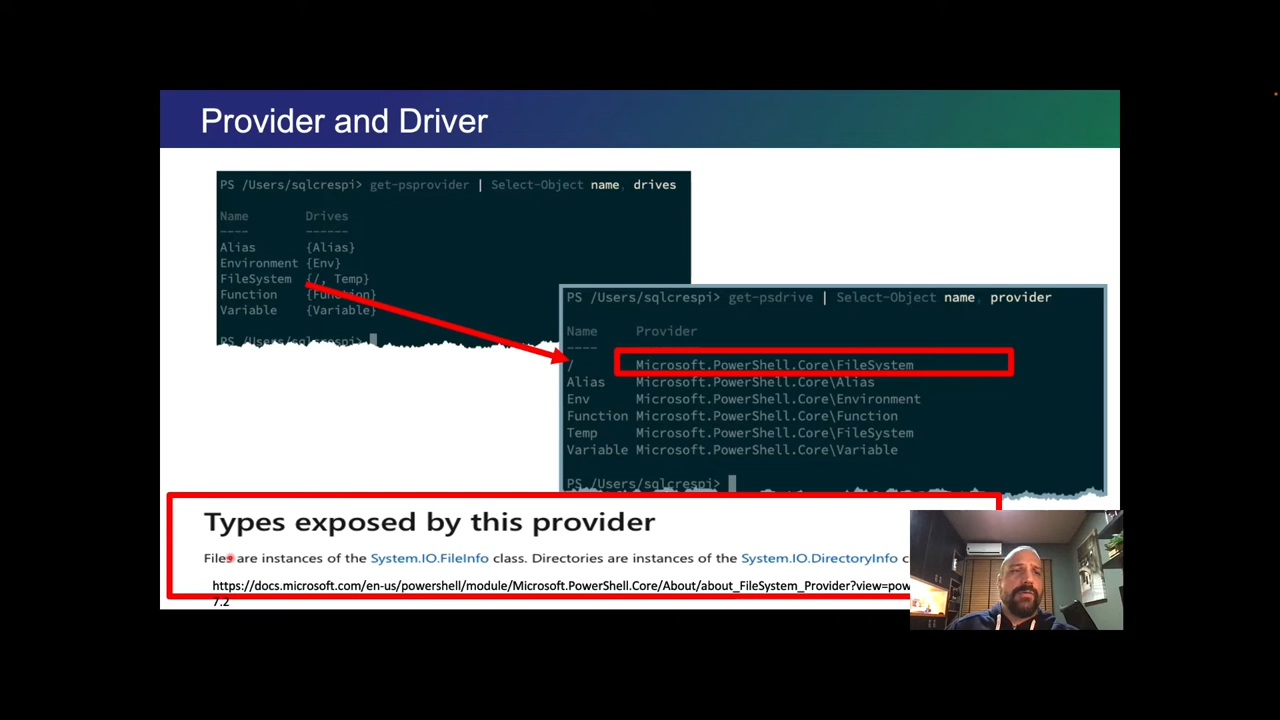 Provider and Driver
PS /Users/sqlcrespi> get-psprovider | Select-Object name, drives
Name Drives
---- ------
Alias {Alias}
Environment {Env}
FileSystem {/, Temp}
Function {Function}
Variable {Variable}
PS /Users/sqlcrespi>
PS /Users/sqlcrespi> get-psdrive | Select-Object name, provider
Name Provider
----
/ Microsoft.PowerShell.Core\FileSystem
Alias Microsoft.PowerShell.Core\Alias
Env Microsoft.PowerShell.Core\Environment
Function Microsoft.PowerShell.Core\Function
Temp Microsoft.PowerShell.Core\FileSystem
Variable Microsoft.PowerShell.Core\Variable
PS /Users/sqlcrespi>
Types exposed by this provider
Files are instances of the System.IO.FileInfo class. Directories are instances of the System.IO.DirectoryInfo
https://docs.microsoft.com/en-us/powershell/module/Microsoft.PowerShell.Core/About/about_FileSystem_Provider?view=pow
7.2